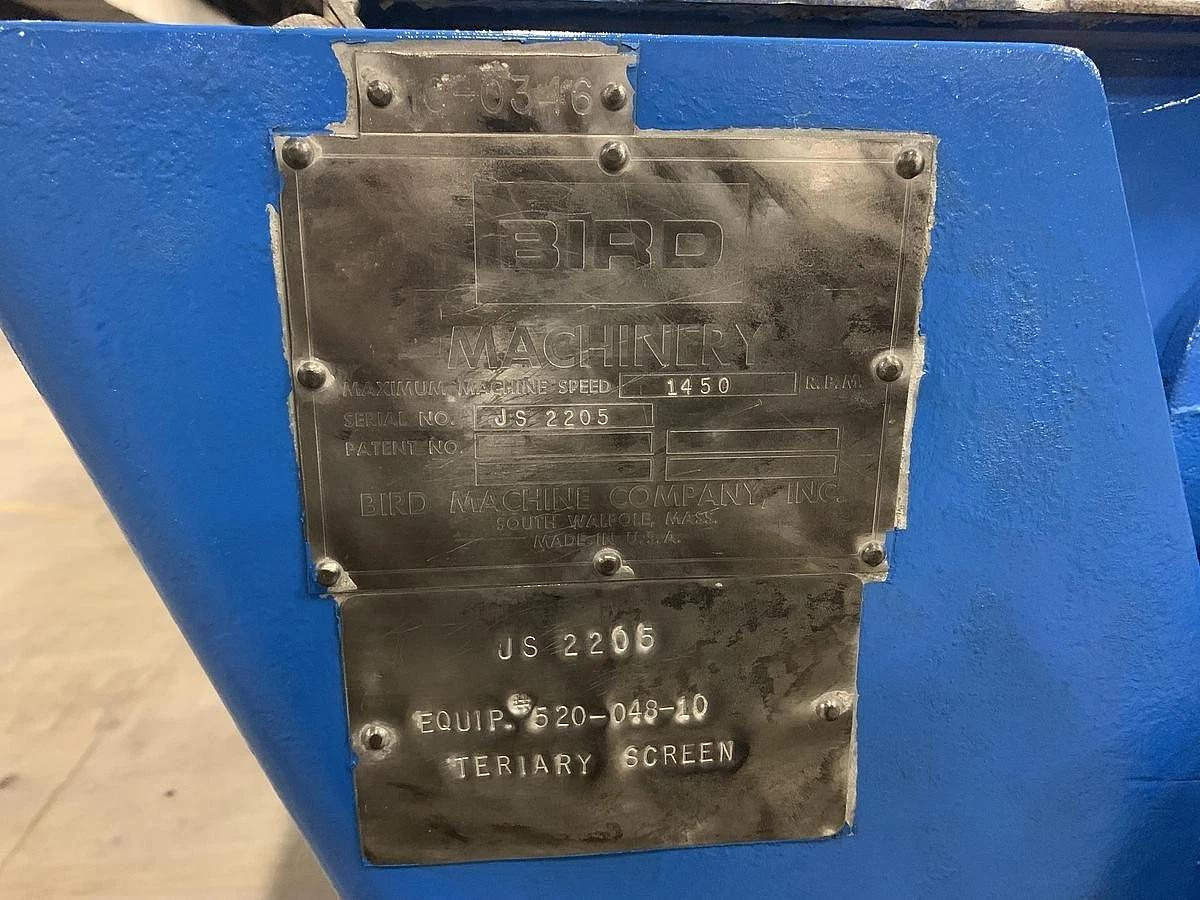 C-0346
BIRD
MACHINERY
MAXIMUM MACHINE SPEED 1450 R.P.M.
SERIAL NO. JS 2205
PATENT NO.
BIRD MACHINE COMPANY, INC.
SOUTH WALPOLE, MASS.
MADE IN U.S.A.
JS 2205
EQUIP.# 520-048-10
TERIARY SCREEN